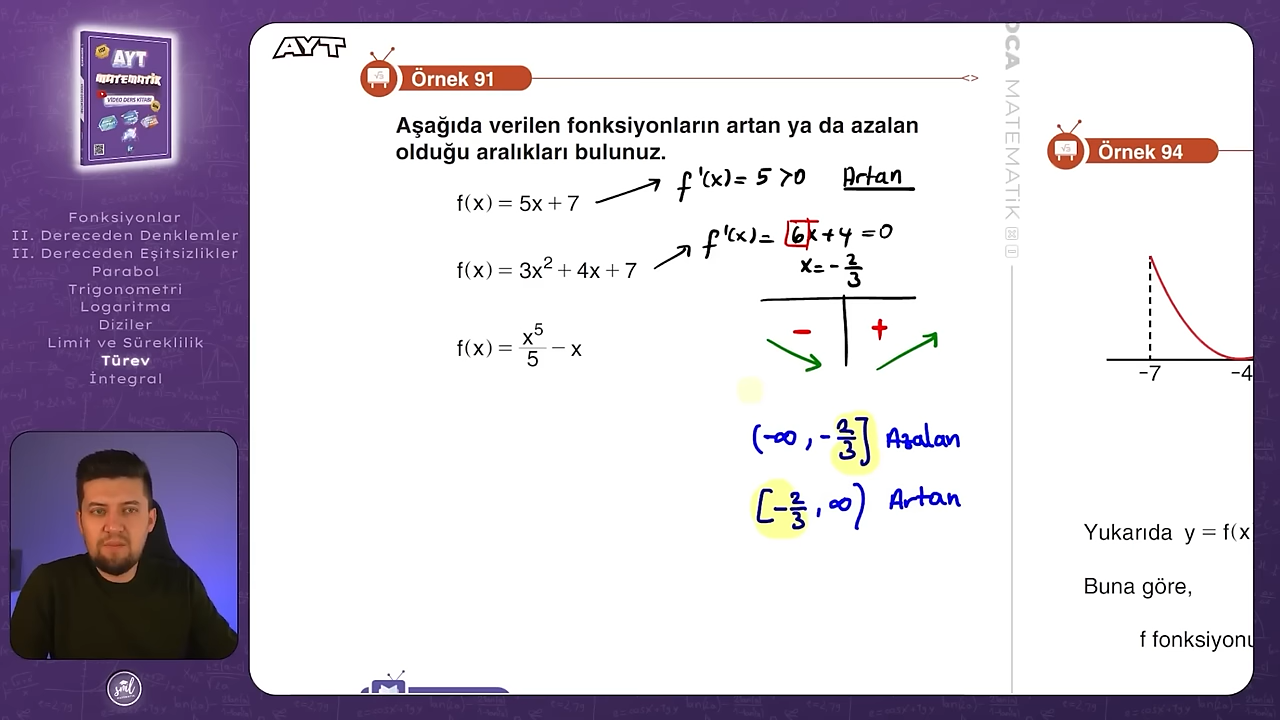 AYT
MATEMATİK
VİDEO DERS KİTABI
Fonksiyonlar
II. Dereceden Denklemler
II. Dereceden Eşitsizlikler
Parabol
Trigonometri
Logaritma
Diziler
Limit ve Süreklilik
Türev
İntegral
sml
AYT
Örnek 91
Aşağıda verilen fonksiyonların artan ya da azalan
olduğu aralıkları bulunuz.
f(x) = 5x + 7
f'(x) = 5 > 0 Artan
f(x) = 3x² + 4x + 7
f'(x) = 6x + 4 = 0
x = -2/3
- +
f(x) = x⁵/5 − x
(-∞, -2/3] Azalan
[-2/3, ∞) Artan
OCA MATEMATİK
Örnek 94
-7 -4
Yukarıda y = f(x
Buna göre,
f fonksiyonu